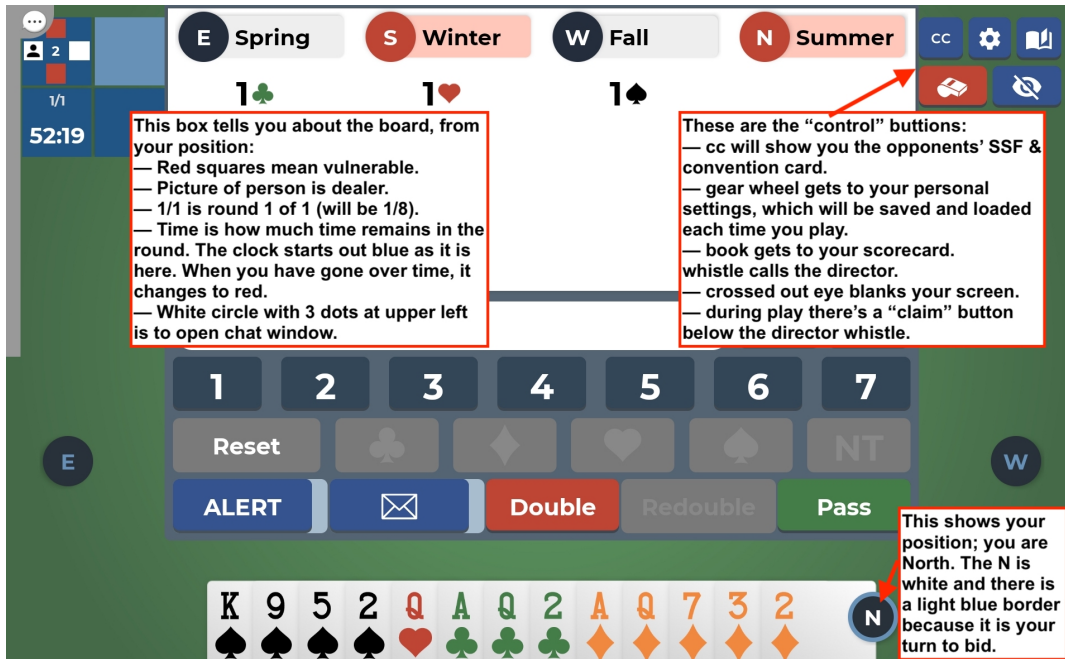 E Spring S Winter W Fall N Summer CC
2
1♣ 1♥ 1♠
1/1
52:19
This box tells you about the board, from
your position:
— Red squares mean vulnerable.
— Picture of person is dealer.
— 1/1 is round 1 of 1 (will be 1/8).
— Time is how much time remains in the
round. The clock starts out blue as it is
here. When you have gone over time, it
changes to red.
— White circle with 3 dots at upper left
is to open chat window.
These are the “control” buttions:
— cc will show you the opponents’ SSF &
convention card.
— gear wheel gets to your personal
settings, which will be saved and loaded
each time you play.
— book gets to your scorecard.
whistle calls the director.
— crossed out eye blanks your screen.
— during play there’s a “claim” button
below the director whistle.
1 2 3 4 5 6 7
Reset ♣ ♦ ♥ ♠ NT
E W
ALERT Double Redouble Pass
This shows your
position; you are
North. The N is
white and there is
a light blue border
because it is your
turn to bid.
K 9 5 2 Q A Q 2 A Q 7 3 2
♠ ♠ ♠ ♠ ♥ ♣ ♣ ♣ ♦ ♦ ♦ ♦ ♦
N